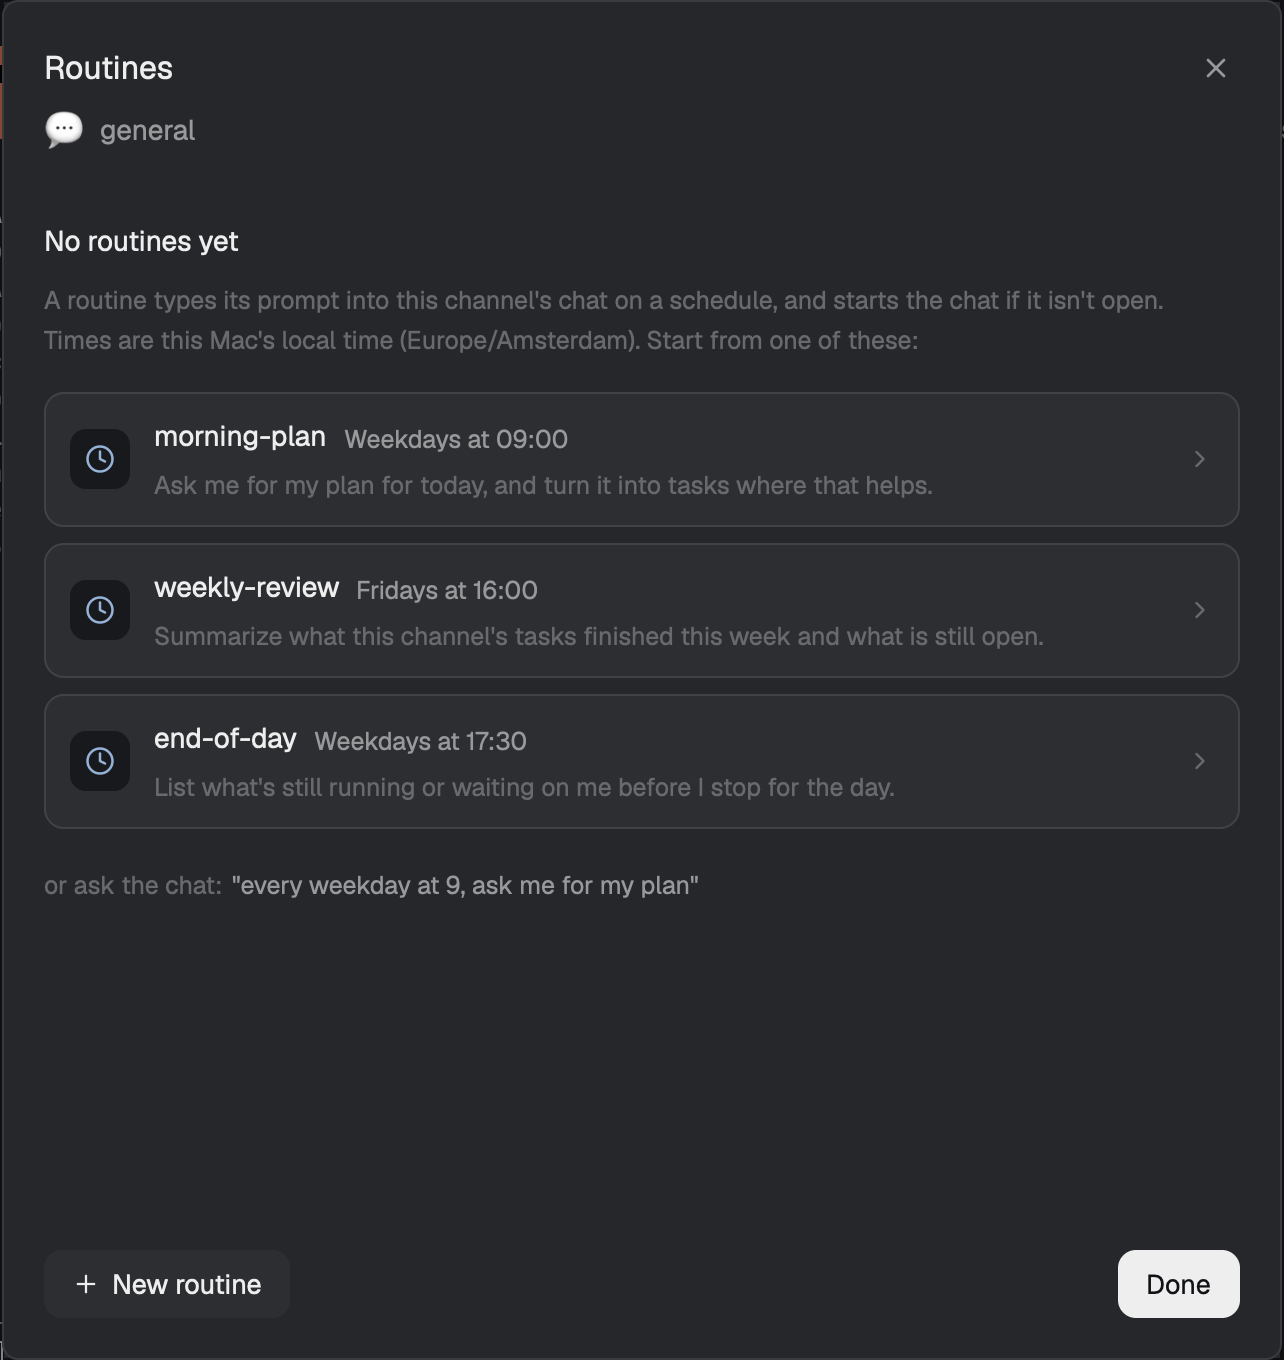 Routines
general
No routines yet
A routine types its prompt into this channel's chat on a schedule, and starts the chat if it isn't open.
Times are this Mac's local time (Europe/Amsterdam). Start from one of these:
morning-plan Weekdays at 09:00
Ask me for my plan for today, and turn it into tasks where that helps.
weekly-review Fridays at 16:00
Summarize what this channel's tasks finished this week and what is still open.
end-of-day Weekdays at 17:30
List what's still running or waiting on me before I stop for the day.
or ask the chat: "every weekday at 9, ask me for my plan"
+ New routine
Done